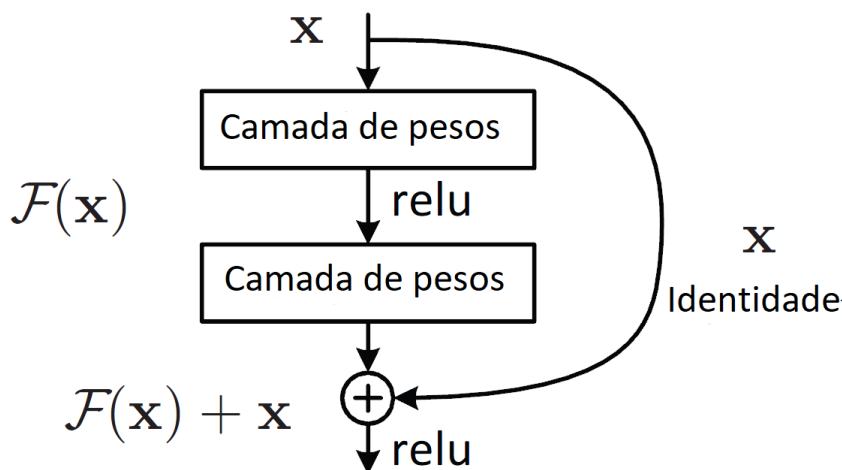 x
Camada de pesos
relu
F(x)
x
Camada de pesos
Identidade
F(x) + x
relu